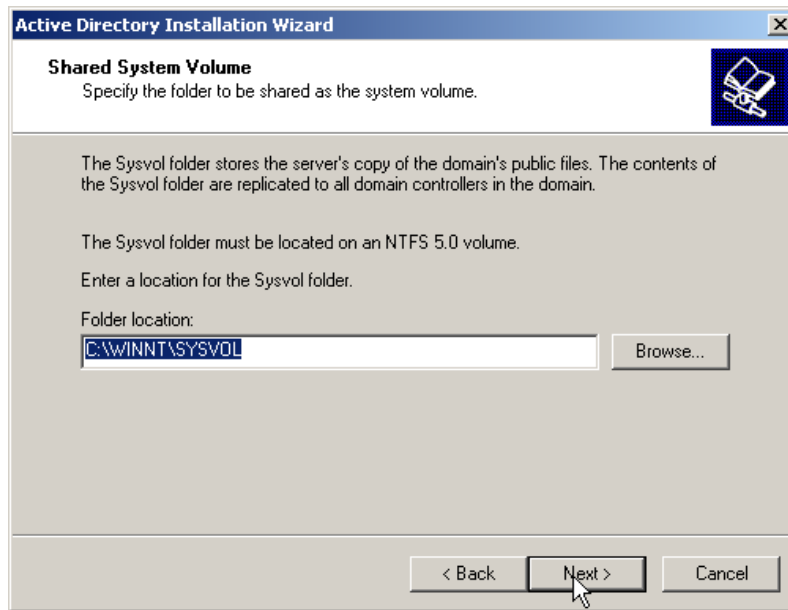 Active Directory Installation Wizard
Shared System Volume
Specify the folder to be shared as the system volume.
The Sysvol folder stores the server's copy of the domain's public files. The contents of
the Sysvol folder are replicated to all domain controllers in the domain.
The Sysvol folder must be located on an NTFS 5.0 volume.
Enter a location for the Sysvol folder.
Folder location:
C:\WINNT\SYSVOL
Browse...
< Back
Next >
Cancel